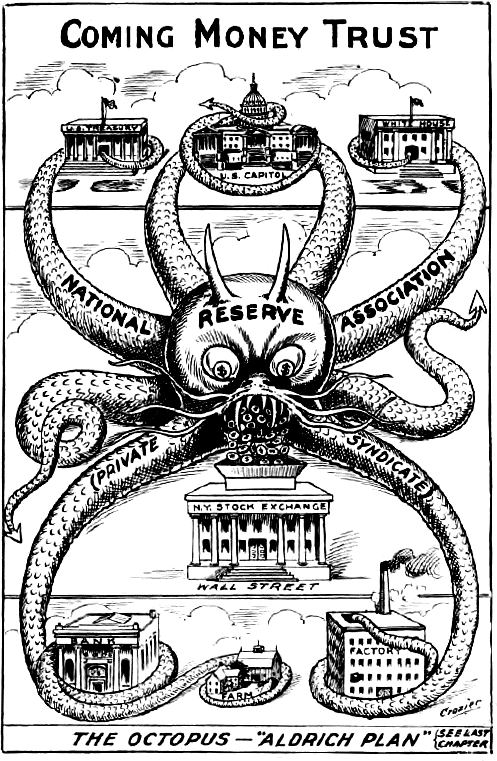 COMING MONEY TRUST
U.S. TREASURY
U.S. CAPITOL
WHITE HOUSE
NATIONAL
RESERVE
ASSOCIATION
(PRIVATE
SYNDICATE)
N.Y. STOCK EXCHANGE
WALL STREET
BANK
FARM
FACTORY
Crozier
THE OCTOPUS — "ALDRICH PLAN" (SEE LAST
CHAPTER